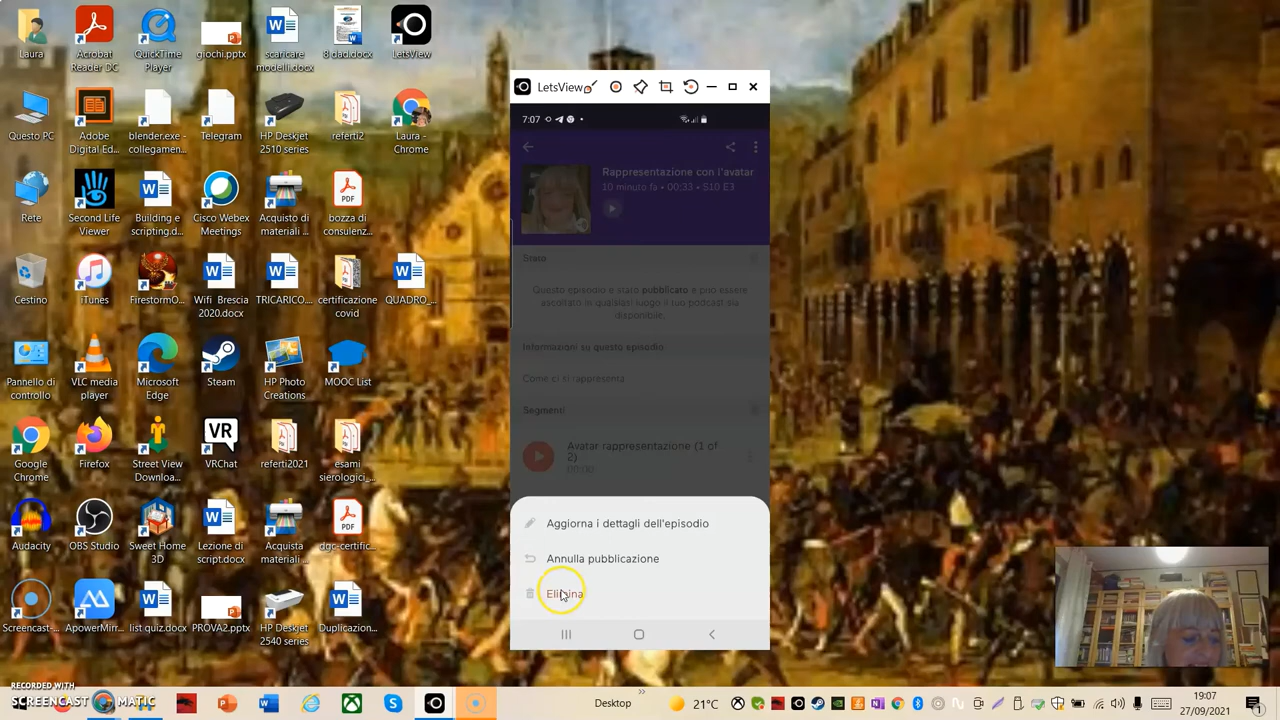 Laura
Acrobat
Reader DC
QuickTime
Player
giochi.pptx
scaricare
modelli.docx
8.dad.docx
LetsView
Questo PC
Adobe
Digital Ed...
blender.exe -
collegamen...
Telegram
HP Deskjet
2510 series
referti2
Laura -
Chrome
Rete
Second Life
Viewer
Building e
scripting.d...
Cisco Webex
Meetings
Acquisto di
materiali ...
bozza di
consulenz...
Cestino
iTunes
FirestormO...
Wifi Brescia
2020.docx
TRICARICO....
certificazione
covid
QUADRO_...
Pannello di
controllo
VLC media
player
Microsoft
Edge
Steam
HP Photo
Creations
MOOC List
Google
Chrome
Firefox
Street View
Downloa...
VRChat
referti2021
esami
sierologici_...
Audacity
OBS Studio
Sweet Home
3D
Lezione di
script.docx
Acquista
materiali ...
dgc-certific...
Screencast-...
ApowerMirr...
list quiz.docx
PROVA2.pptx
HP Deskjet
2540 series
Duplicazion...
LetsView
7:07
Rappresentazione con l'avatar
10 minuto fa • 00:33 • S10 E3
Stato
Questo episodio è stato pubblicato e può essere
ascoltato in qualsiasi luogo il tuo podcast sia
disponibile.
Informazioni su questo episodio
Come ci si rappresenta
Segmenti
Avatar rappresentazione (1 of
2)
00:00
Aggiorna i dettagli dell'episodio
Annulla pubblicazione
Elimina
RECORDED WITH
SCREENCAST MATIC
Desktop
21°C
19:07
27/09/2021
1